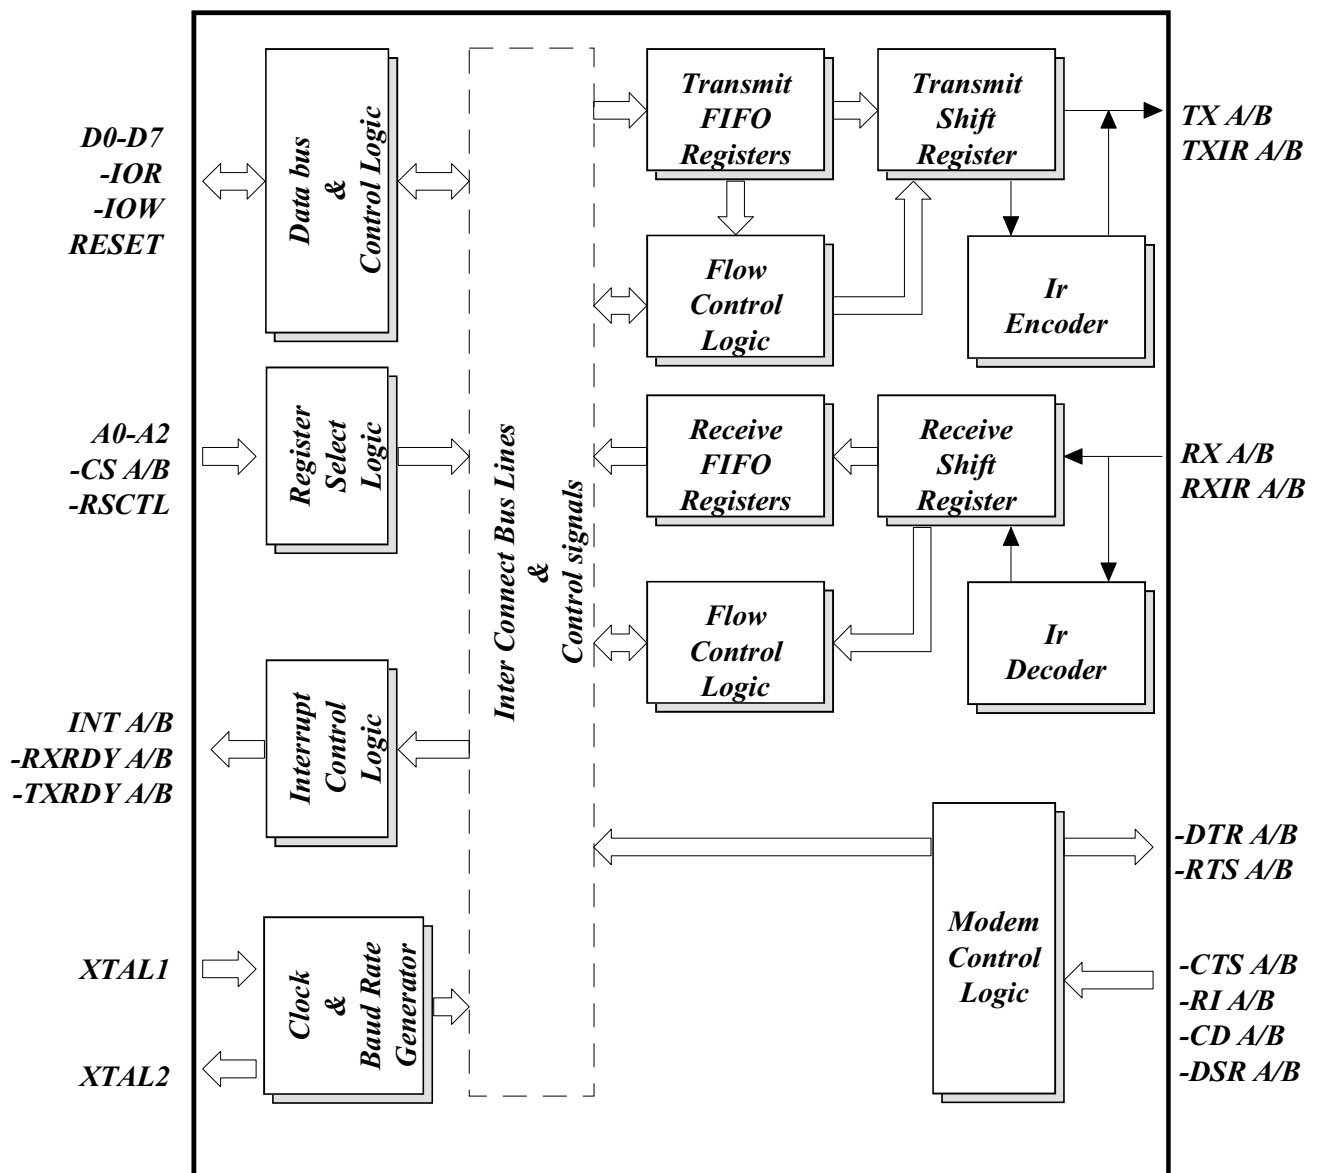 D0-D7
-IOR
-IOW
RESET
Data bus
&
Control Logic
A0-A2
-CS A/B
-RSCTL
Register
Select
Logic
INT A/B
-RXRDY A/B
-TXRDY A/B
Interrupt
Control
Logic
XTAL1
XTAL2
Clock
&
Baud Rate
Generator
Inter Connect Bus Lines
&
Control signals
Transmit
FIFO
Registers
Transmit
Shift
Register
TX A/B
TXIR A/B
Flow
Control
Logic
Ir
Encoder
Receive
FIFO
Registers
Receive
Shift
Register
RX A/B
RXIR A/B
Flow
Control
Logic
Ir
Decoder
Modem
Control
Logic
-DTR A/B
-RTS A/B
-CTS A/B
-RI A/B
-CD A/B
-DSR A/B